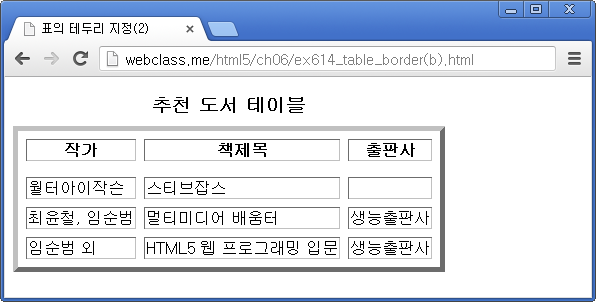 표의 테두리 지정(2)
webclass.me/html5/ch06/ex614_table_border(b).html
추천 도서 테이블
작가 책제목 출판사
월터아이작슨 스티브잡스
최윤철, 임순범 멀티미디어 배움터 생능출판사
임순범 외 HTML5 웹 프로그래밍 입문 생능출판사